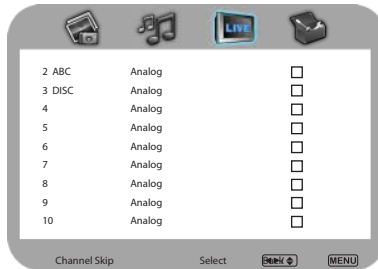 LIVE
2 ABC Analog
3 DISC Analog
4 Analog
5 Analog
6 Analog
7 Analog
8 Analog
9 Analog
10 Analog
Channel Skip Select MENU